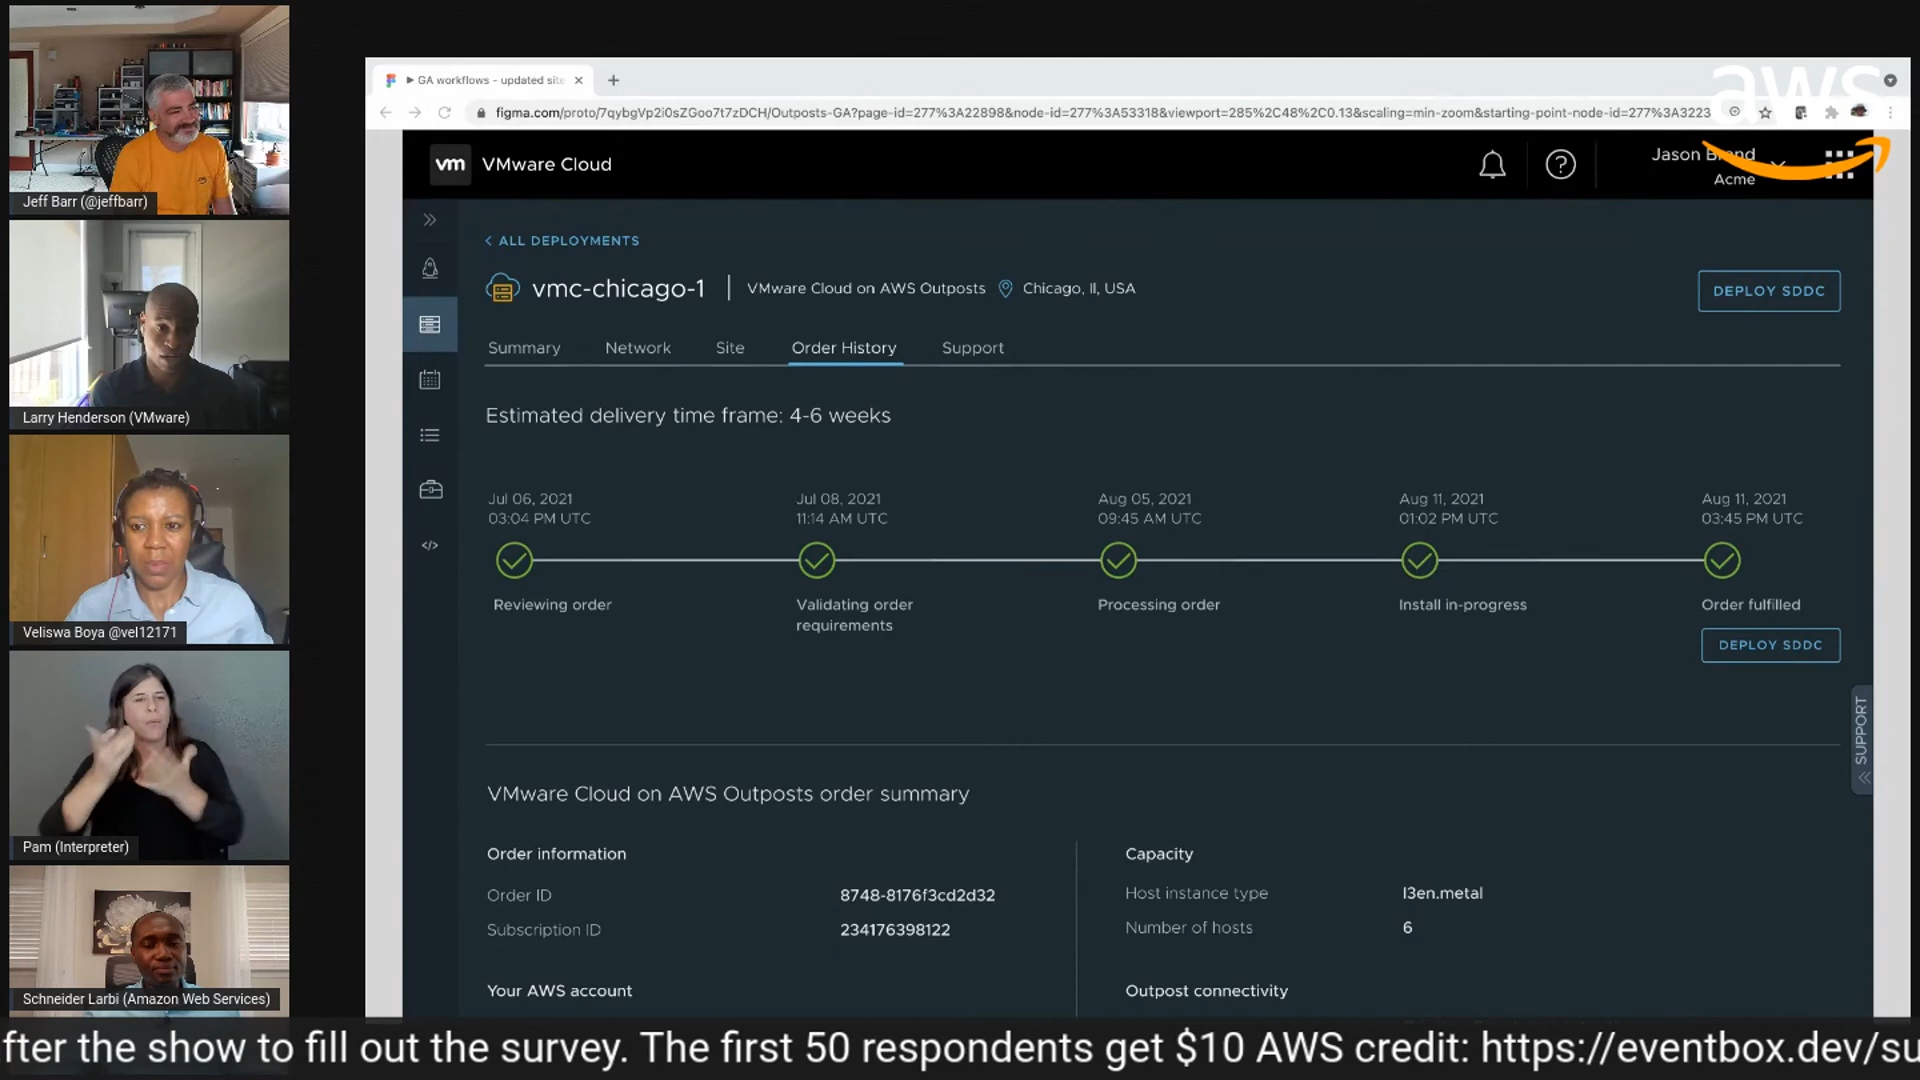 Jeff Barr (@jeffbarr)
Larry Henderson (VMware)
Veliswa Boya @vel12171
Pam (Interpreter)
Schneider Larbi (Amazon Web Services)
GA workflows - updated site
figma.com/proto/7qybgVp2i0sZGoo7t7zDCH/Outposts-GA?page-id=277%3A22898&node-id=277%3A53318&viewport=285%2C48%2C0.13&scaling=min-zoom&starting-point-node-id=277%3A3223
aws
vm VMware Cloud
Jason
Acme
ALL DEPLOYMENTS
vmc-chicago-1
VMware Cloud on AWS Outposts
Chicago, Il, USA
DEPLOY SDDC
Summary Network Site Order History Support
Estimated delivery time frame: 4-6 weeks
Jul 06, 2021
03:04 PM UTC
Reviewing order
Jul 08, 2021
11:14 AM UTC
Validating order
requirements
Aug 05, 2021
09:45 AM UTC
Processing order
Aug 11, 2021
01:02 PM UTC
Install in-progress
Aug 11, 2021
03:45 PM UTC
Order fulfilled
DEPLOY SDDC
SUPPORT
VMware Cloud on AWS Outposts order summary
Order information
Order ID 8748-8176f3cd2d32
Subscription ID 234176398122
Your AWS account
Capacity
Host instance type I3en.metal
Number of hosts 6
Outpost connectivity
fter the show to fill out the survey. The first 50 respondents get $10 AWS credit: https://eventbox.dev/su